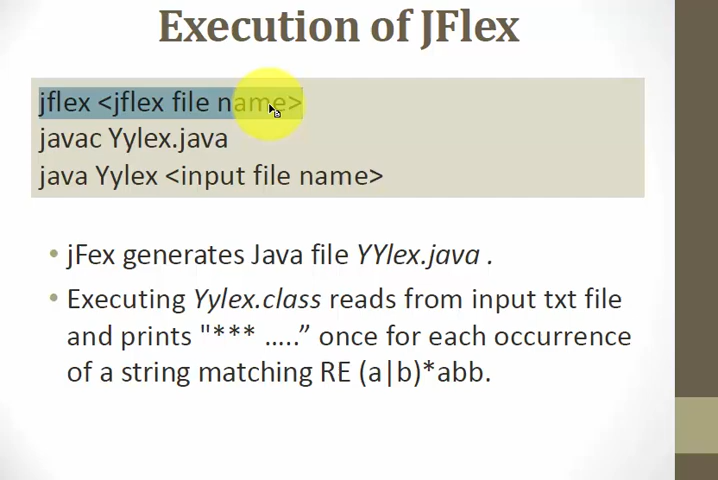 Execution of JFlex
jflex <jflex file name>
javac Yylex.java
java Yylex <input file name>
• jFex generates Java file YYlex.java .
• Executing Yylex.class reads from input txt file
and prints "*** …..” once for each occurrence
of a string matching RE (a|b)*abb.